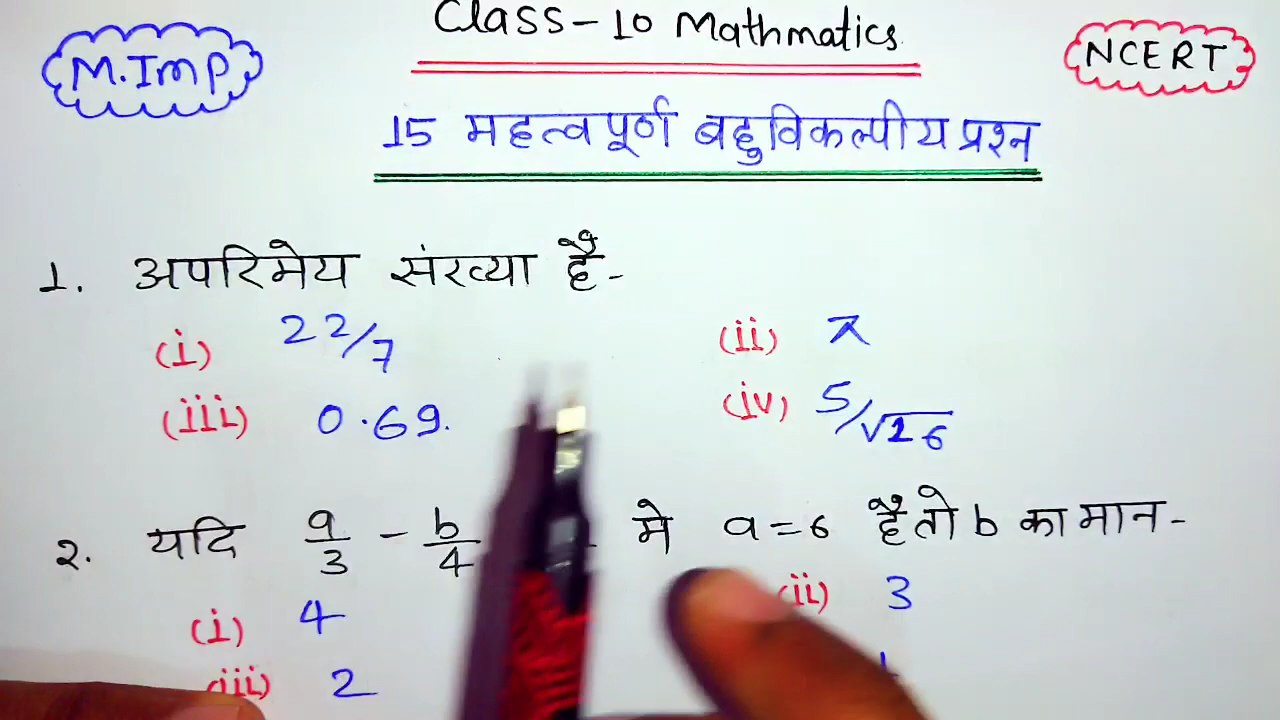 Class-10 Mathmatics
M.Imp
NCERT
15 महत्वपूर्ण बहुविकल्पीय प्रश्न
1. अपरिमेय संख्या है-
(i) 22/7 (ii) π
(iii) 0.69. (iv) 5/√16
2. यदि a/3 - b/4 मे a=6 है तो b का मान-
(i) 4 (ii) 3
(iii) 2